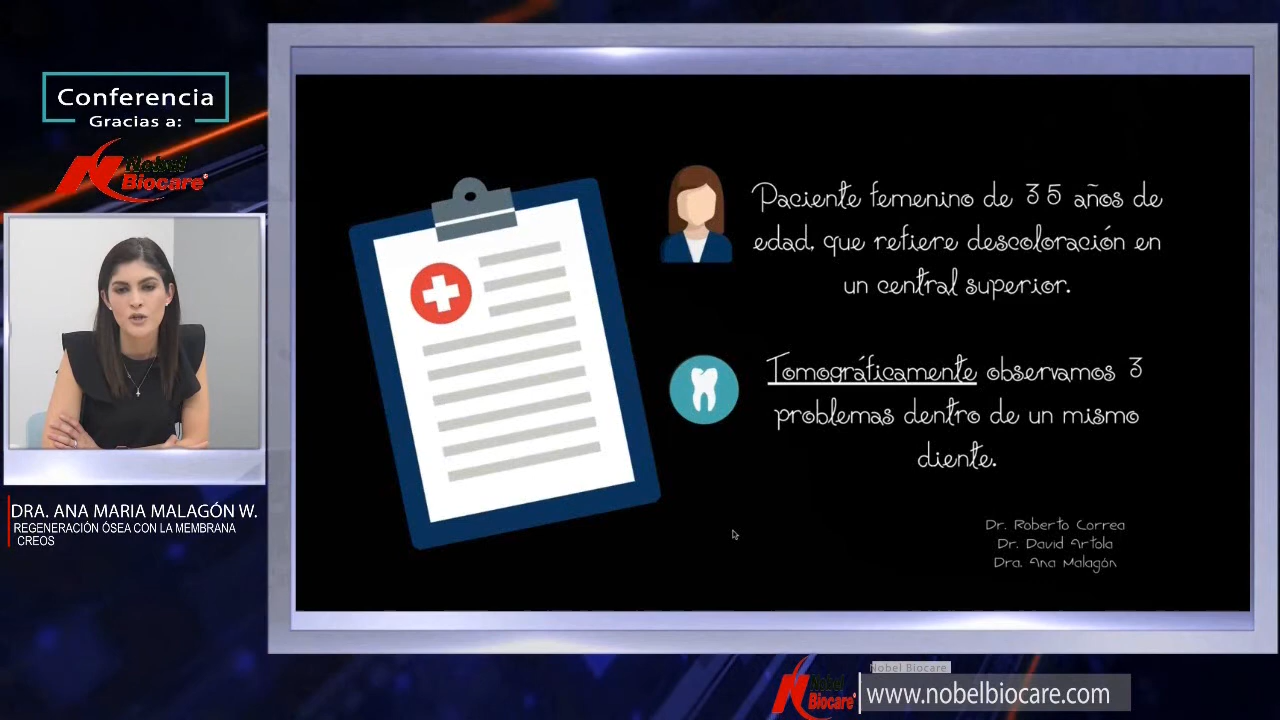 Conferencia
Gracias a:
Nobel
Biocare®
DRA. ANA MARIA MALAGÓN W.
REGENERACIÓN ÓSEA CON LA MEMBRANA
CREOS
Paciente femenino de 35 años de
edad, que refiere descoloración en
un central superior.
Tomográficamente observamos 3
problemas dentro de un mismo
diente.
Dr. Roberto Correa
Dr. David Artola
Dra. Ana Malagón
Nobel Biocare
Nobel
Biocare®
www.nobelbiocare.com